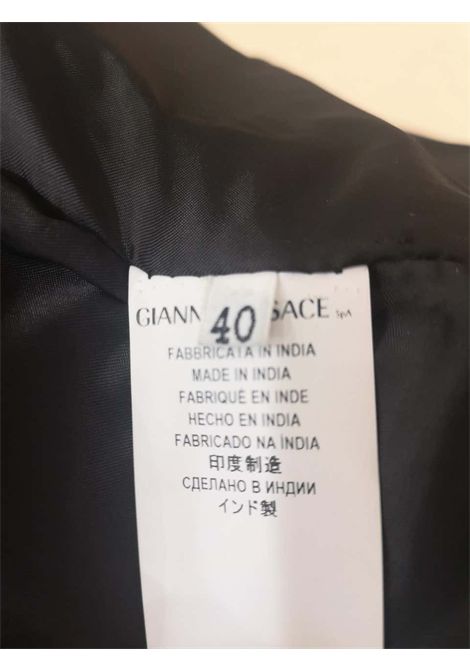 GIANN SACE SpA
40
FABBRICATA IN INDIA
MADE IN INDIA
FABRIQUÉ EN INDE
HECHO EN INDIA
FABRICADO NA ÍNDIA
印度制造
СДЕЛАНО В ИНДИИ
インド製